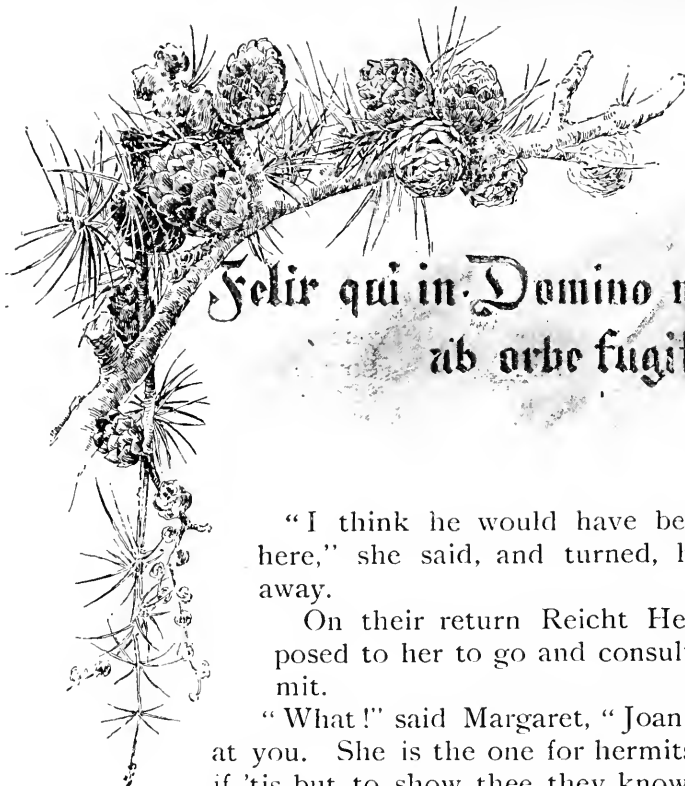 Felix qui in Domino
ab orbe fugit
"I think he would have be
here," she said, and turned, h
away.
On their return Reicht He
posed to her to go and consul
mit.
"What !" said Margaret, "Joan
at you. She is the one for hermits
if 'tis but to show thee they know